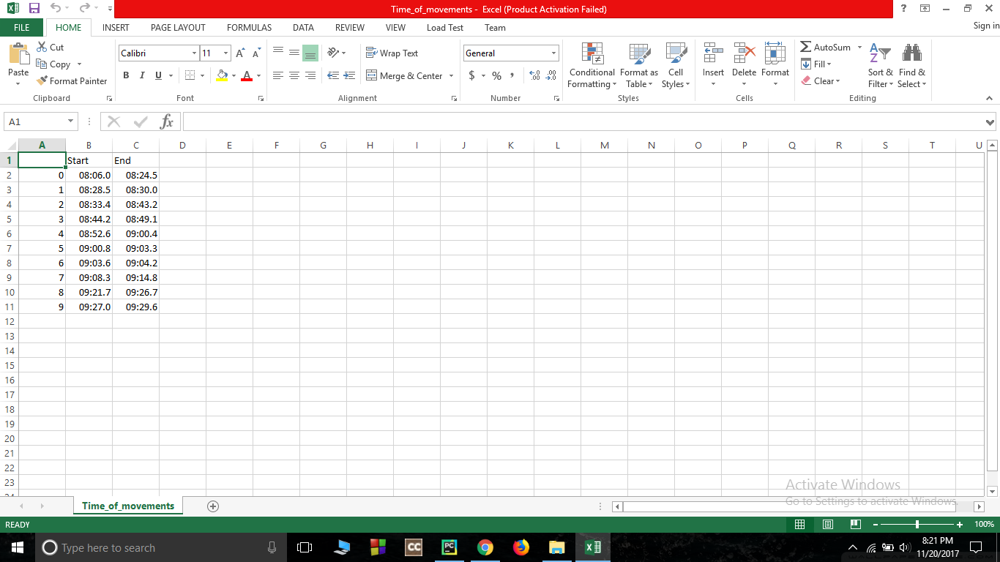 Time_of_movements - Excel (Product Activation Failed)
?
FILE HOME INSERT PAGE LAYOUT FORMULAS DATA REVIEW VIEW Load Test Team Sign in
Paste
Cut
Copy
Format Painter
Clipboard
Calibri 11
B I U
Font
Wrap Text
Merge & Center
Alignment
General
$ % ,
Number
Conditional Formatting
Format as Table
Cell Styles
Styles
Insert Delete Format
Cells
AutoSum
Fill
Clear
Sort & Filter
Find & Select
Editing
A1 fx
A B C D E F G H I J K L M N O P Q R S T U
1 Start End
2 0 08:06.0 08:24.5
3 1 08:28.5 08:30.0
4 2 08:33.4 08:43.2
5 3 08:44.2 08:49.1
6 4 08:52.6 09:00.4
7 5 09:00.8 09:03.3
8 6 09:03.6 09:04.2
9 7 09:08.3 09:14.8
10 8 09:21.7 09:26.7
11 9 09:27.0 09:29.6
12
13
14
15
16
17
18
19
20
21
22
23
Activate Windows
Go to Settings to activate Windows.
Time_of_movements
READY 100%
Type here to search
CC
PC
8:21 PM
11/20/2017